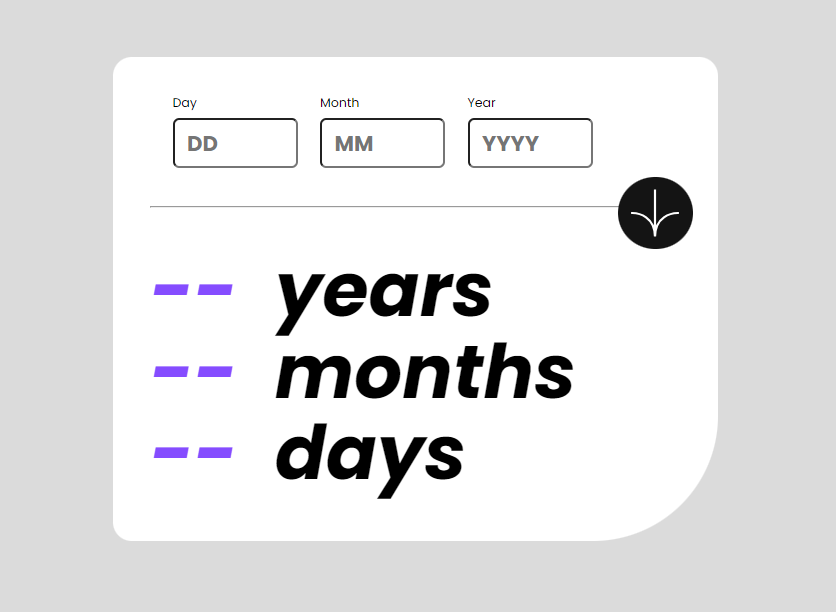 Day Month Year
DD MM YYYY
-- years
-- months
-- days